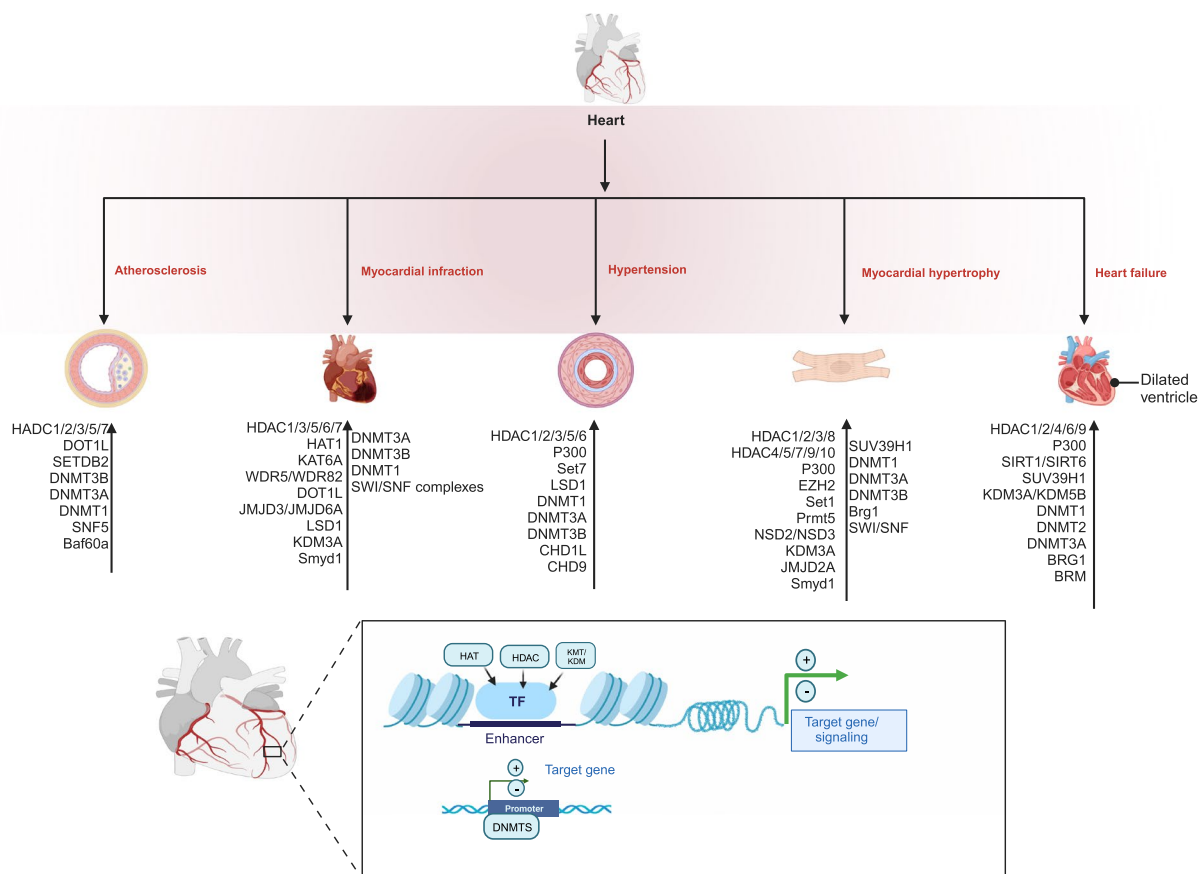 Heart
Atherosclerosis
Myocardial infraction
Hypertension
Myocardial hypertrophy
Heart failure
Dilated
ventricle
HADC1/2/3/5/7
DOT1L
SETDB2
DNMT3B
DNMT3A
DNMT1
SNF5
Baf60a
HDAC1/3/5/6/7
HAT1
KAT6A
WDR5/WDR82
DOT1L
JMJD3/JMJD6A
LSD1
KDM3A
Smyd1
DNMT3A
DNMT3B
DNMT1
SWI/SNF complexes
HDAC1/2/3/5/6
P300
Set7
LSD1
DNMT1
DNMT3A
DNMT3B
CHD1L
CHD9
HDAC1/2/3/8
HDAC4/5/7/9/10
P300
EZH2
Set1
Prmt5
NSD2/NSD3
KDM3A
JMJD2A
Smyd1
SUV39H1
DNMT1
DNMT3A
DNMT3B
Brg1
SWI/SNF
HDAC1/2/4/6/9
P300
SIRT1/SIRT6
SUV39H1
KDM3A/KDM5B
DNMT1
DNMT2
DNMT3A
BRG1
BRM
HAT
HDAC
KMT/
KDM
TF
Enhancer
+
-
Target gene/
signaling
+
-
Target gene
Promoter
DNMTS